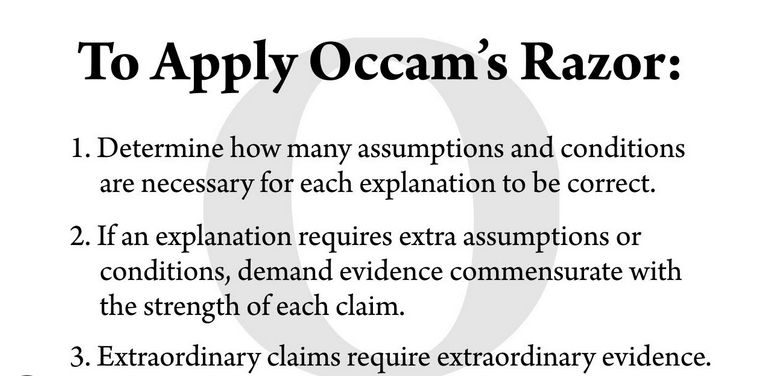 To Apply Occam’s Razor:
1. Determine how many assumptions and conditions
are necessary for each explanation to be correct.
2. If an explanation requires extra assumptions or
conditions, demand evidence commensurate with
the strength of each claim.
3. Extraordinary claims require extraordinary evidence.